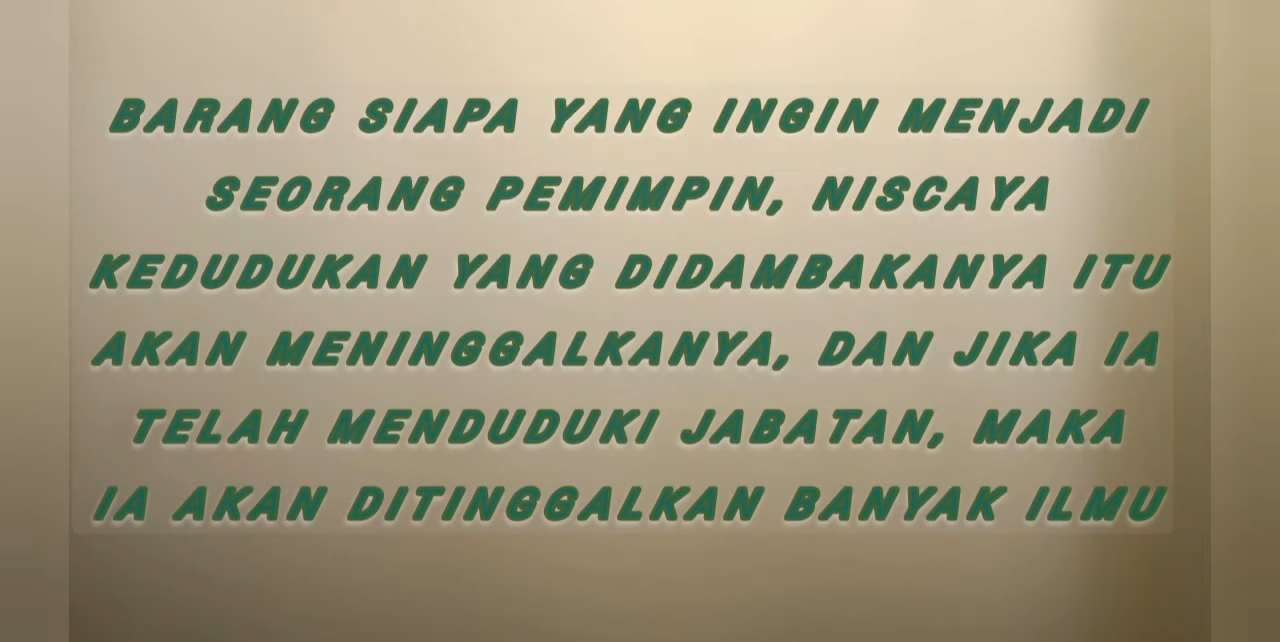 BARANG SIAPA YANG INGIN MENJADI
SEORANG PEMIMPIN, NISCAYA
KEDUDUKAN YANG DIDAMBAKANYA ITU
AKAN MENINGGALKANYA, DAN JIKA IA
TELAH MENDUDUKI JABATAN, MAKA
IA AKAN DITINGGALKAN BANYAK ILMU